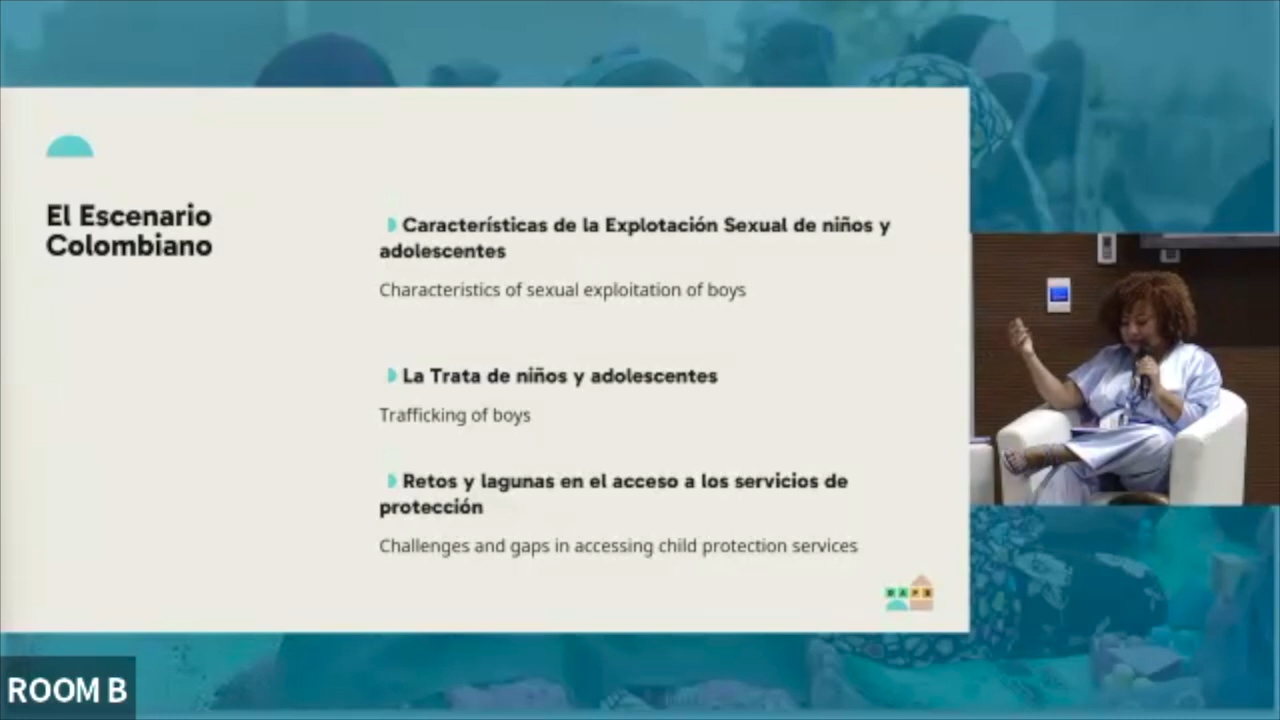 El Escenario
Colombiano
Características de la Explotación Sexual de niños y
adolescentes
Characteristics of sexual exploitation of boys
La Trata de niños y adolescentes
Trafficking of boys
Retos y lagunas en el acceso a los servicios de
protección
Challenges and gaps in accessing child protection services
ROOM B